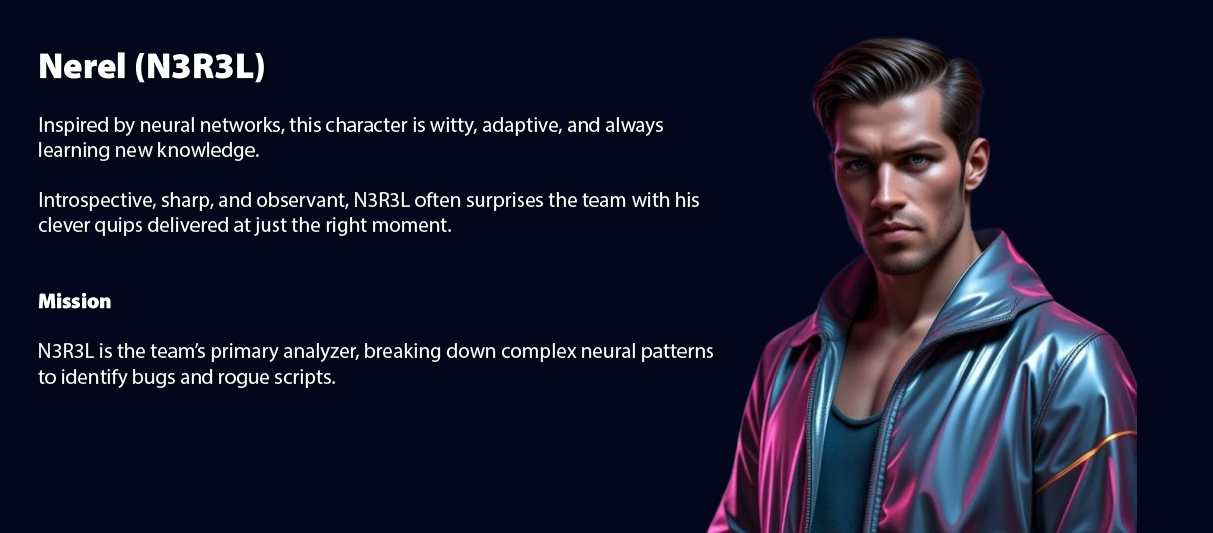 Nerel (N3R3L)
Inspired by neural networks, this character is witty, adaptive, and always
learning new knowledge.
Introspective, sharp, and observant, N3R3L often surprises the team with his
clever quips delivered at just the right moment.
Mission
N3R3L is the team’s primary analyzer, breaking down complex neural patterns
to identify bugs and rogue scripts.